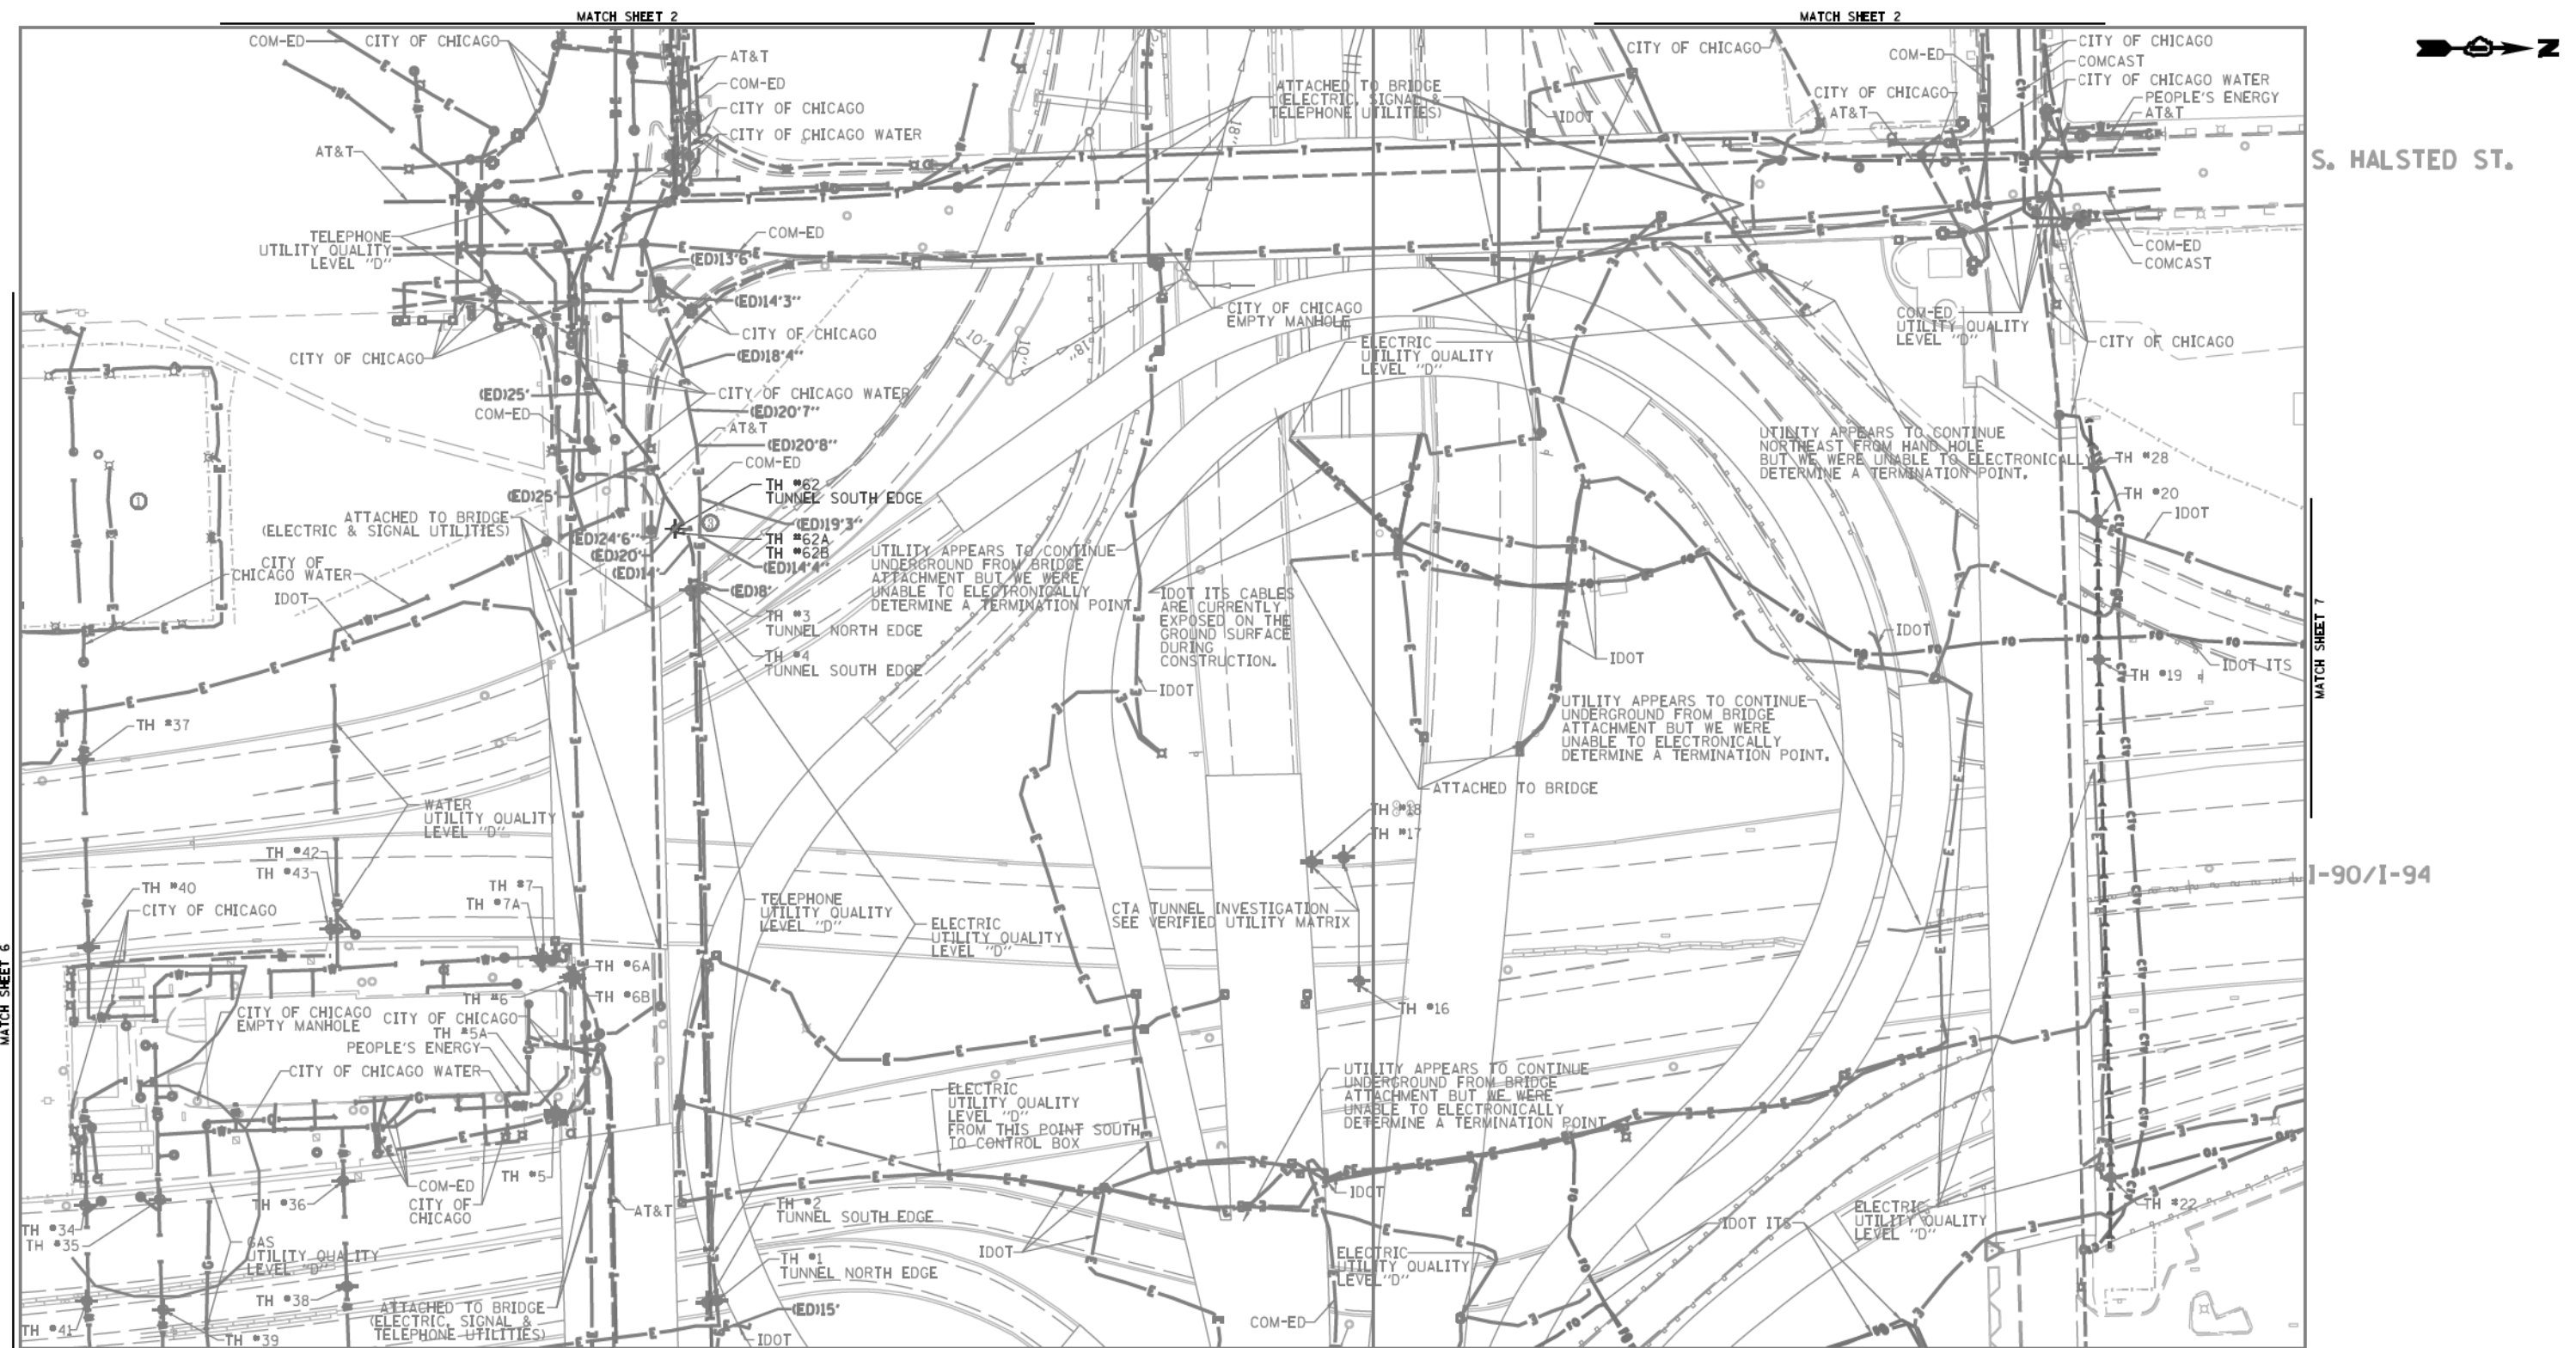 MATCH SHEET 2
MATCH SHEET 2
COM-ED
CITY OF CHICAGO
AT&T
COM-ED
CITY OF CHICAGO
CITY OF CHICAGO WATER
AT&T
ATTACHED TO BRIDGE
(ELECTRIC, SIGNAL &
TELEPHONE UTILITIES)
IDOT
CITY OF CHICAGO
COM-ED
CITY OF CHICAGO
AT&T
CITY OF CHICAGO
COMCAST
CITY OF CHICAGO WATER
PEOPLE'S ENERGY
AT&T
N
S. HALSTED ST.
TELEPHONE
UTILITY QUALITY
LEVEL "D"
COM-ED
(ED)13'6"
(ED)14'3"
CITY OF CHICAGO
CITY OF CHICAGO
(ED)18'4"
CITY OF CHICAGO WATER
(ED)25'
COM-ED
(ED)20'7"
AT&T
(ED)20'8"
COM-ED
18"
10"
10"
18"
CITY OF CHICAGO
EMPTY MANHOLE
ELECTRIC
UTILITY QUALITY
LEVEL "D"
COM-ED
COMCAST
COM-ED
UTILITY QUALITY
LEVEL "D"
CITY OF CHICAGO
1
TH #62
TUNNEL SOUTH EDGE
3
(ED)25'
ATTACHED TO BRIDGE
(ELECTRIC & SIGNAL UTILITIES)
(ED)19'3"
TH #62A
TH #62B
(ED)14'4"
(ED)24'6"
(ED)20'
(ED)14'
(ED)8'
CITY OF
CHICAGO WATER
IDOT
TH #3
TUNNEL NORTH EDGE
TH #4
TUNNEL SOUTH EDGE
UTILITY APPEARS TO CONTINUE
UNDERGROUND FROM BRIDGE
ATTACHMENT BUT WE WERE
UNABLE TO ELECTRONICALLY
DETERMINE A TERMINATION POINT.
IDOT ITS CABLES
ARE CURRENTLY
EXPOSED ON THE
GROUND SURFACE
DURING
CONSTRUCTION.
IDOT
UTILITY APPEARS TO CONTINUE
NORTHEAST FROM HAND HOLE
BUT WE WERE UNABLE TO ELECTRONICALLY
DETERMINE A TERMINATION POINT.
TH #28
TH #20
IDOT
IDOT
IDOT
IDOT ITS
TH #19
MATCH SHEET 7
UTILITY APPEARS TO CONTINUE
UNDERGROUND FROM BRIDGE
ATTACHMENT BUT WE WERE
UNABLE TO ELECTRONICALLY
DETERMINE A TERMINATION POINT.
ATTACHED TO BRIDGE
TH #37
WATER
UTILITY QUALITY
LEVEL "D"
TH #18
TH #17
I-90/I-94
TH #42
TH #43
TH #40
CITY OF CHICAGO
TH #7
TH #7A
TELEPHONE
UTILITY QUALITY
LEVEL "D"
ELECTRIC
UTILITY QUALITY
LEVEL "D"
CTA TUNNEL INVESTIGATION
SEE VERIFIED UTILITY MATRIX
MATCH SHEET 6
TH #6A
TH #6
TH #6B
TH #16
CITY OF CHICAGO
EMPTY MANHOLE
CITY OF CHICAGO
TH #5A
PEOPLE'S ENERGY
CITY OF CHICAGO WATER
ELECTRIC
UTILITY QUALITY
LEVEL "D"
FROM THIS POINT SOUTH
TO CONTROL BOX
UTILITY APPEARS TO CONTINUE
UNDERGROUND FROM BRIDGE
ATTACHMENT BUT WE WERE
UNABLE TO ELECTRONICALLY
DETERMINE A TERMINATION POINT
TH #5
COM-ED
CITY OF
CHICAGO
TH #36
AT&T
TH #2
TUNNEL SOUTH EDGE
IDOT
TH #34
TH #35
GAS
UTILITY QUALITY
LEVEL "D"
IDOT
TH #1
TUNNEL NORTH EDGE
ELECTRIC
UTILITY QUALITY
LEVEL "D"
IDOT ITS
ELECTRIC
UTILITY QUALITY
LEVEL "D"
TH #22
TH #38
ATTACHED TO BRIDGE
(ELECTRIC, SIGNAL &
TELEPHONE UTILITIES)
(ED)15'
COM-ED
TH #41
TH #39
IDOT